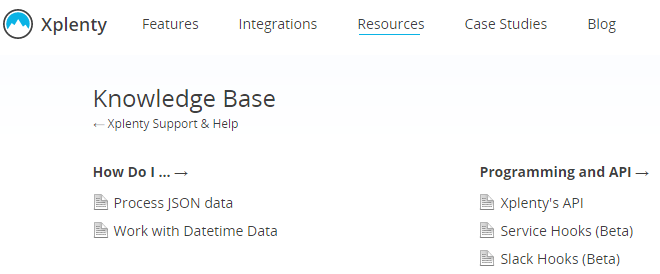 Xplenty Features Integrations Resources Case Studies Blog
Knowledge Base
← Xplenty Support & Help
How Do I ... →
Process JSON data
Work with Datetime Data
Programming and API →
Xplenty's API
Service Hooks (Beta)
Slack Hooks (Beta)